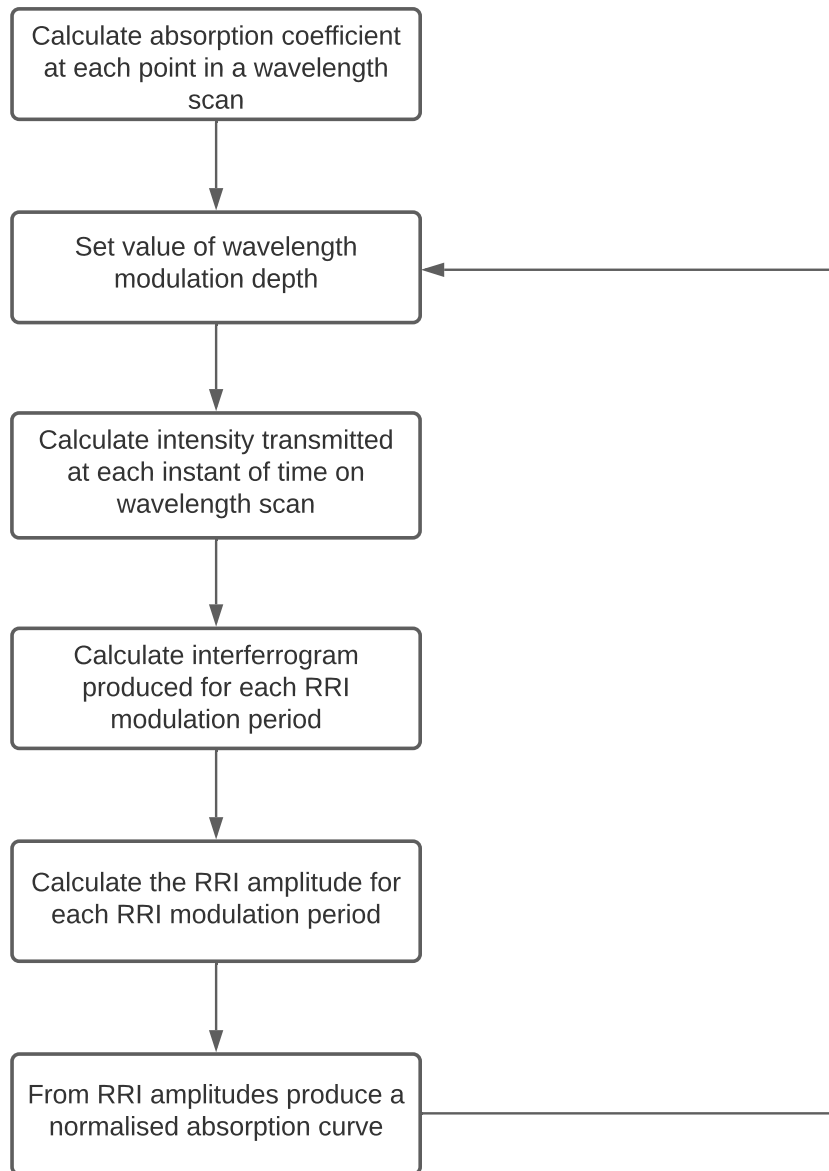 Calculate absorption coefficient
at each point in a wavelength
scan
Set value of wavelength
modulation depth
Calculate intensity transmitted
at each instant of time on
wavelength scan
Calculate interferrogram
produced for each RRI
modulation period
Calculate the RRI amplitude for
each RRI modulation period
From RRI amplitudes produce a
normalised absorption curve